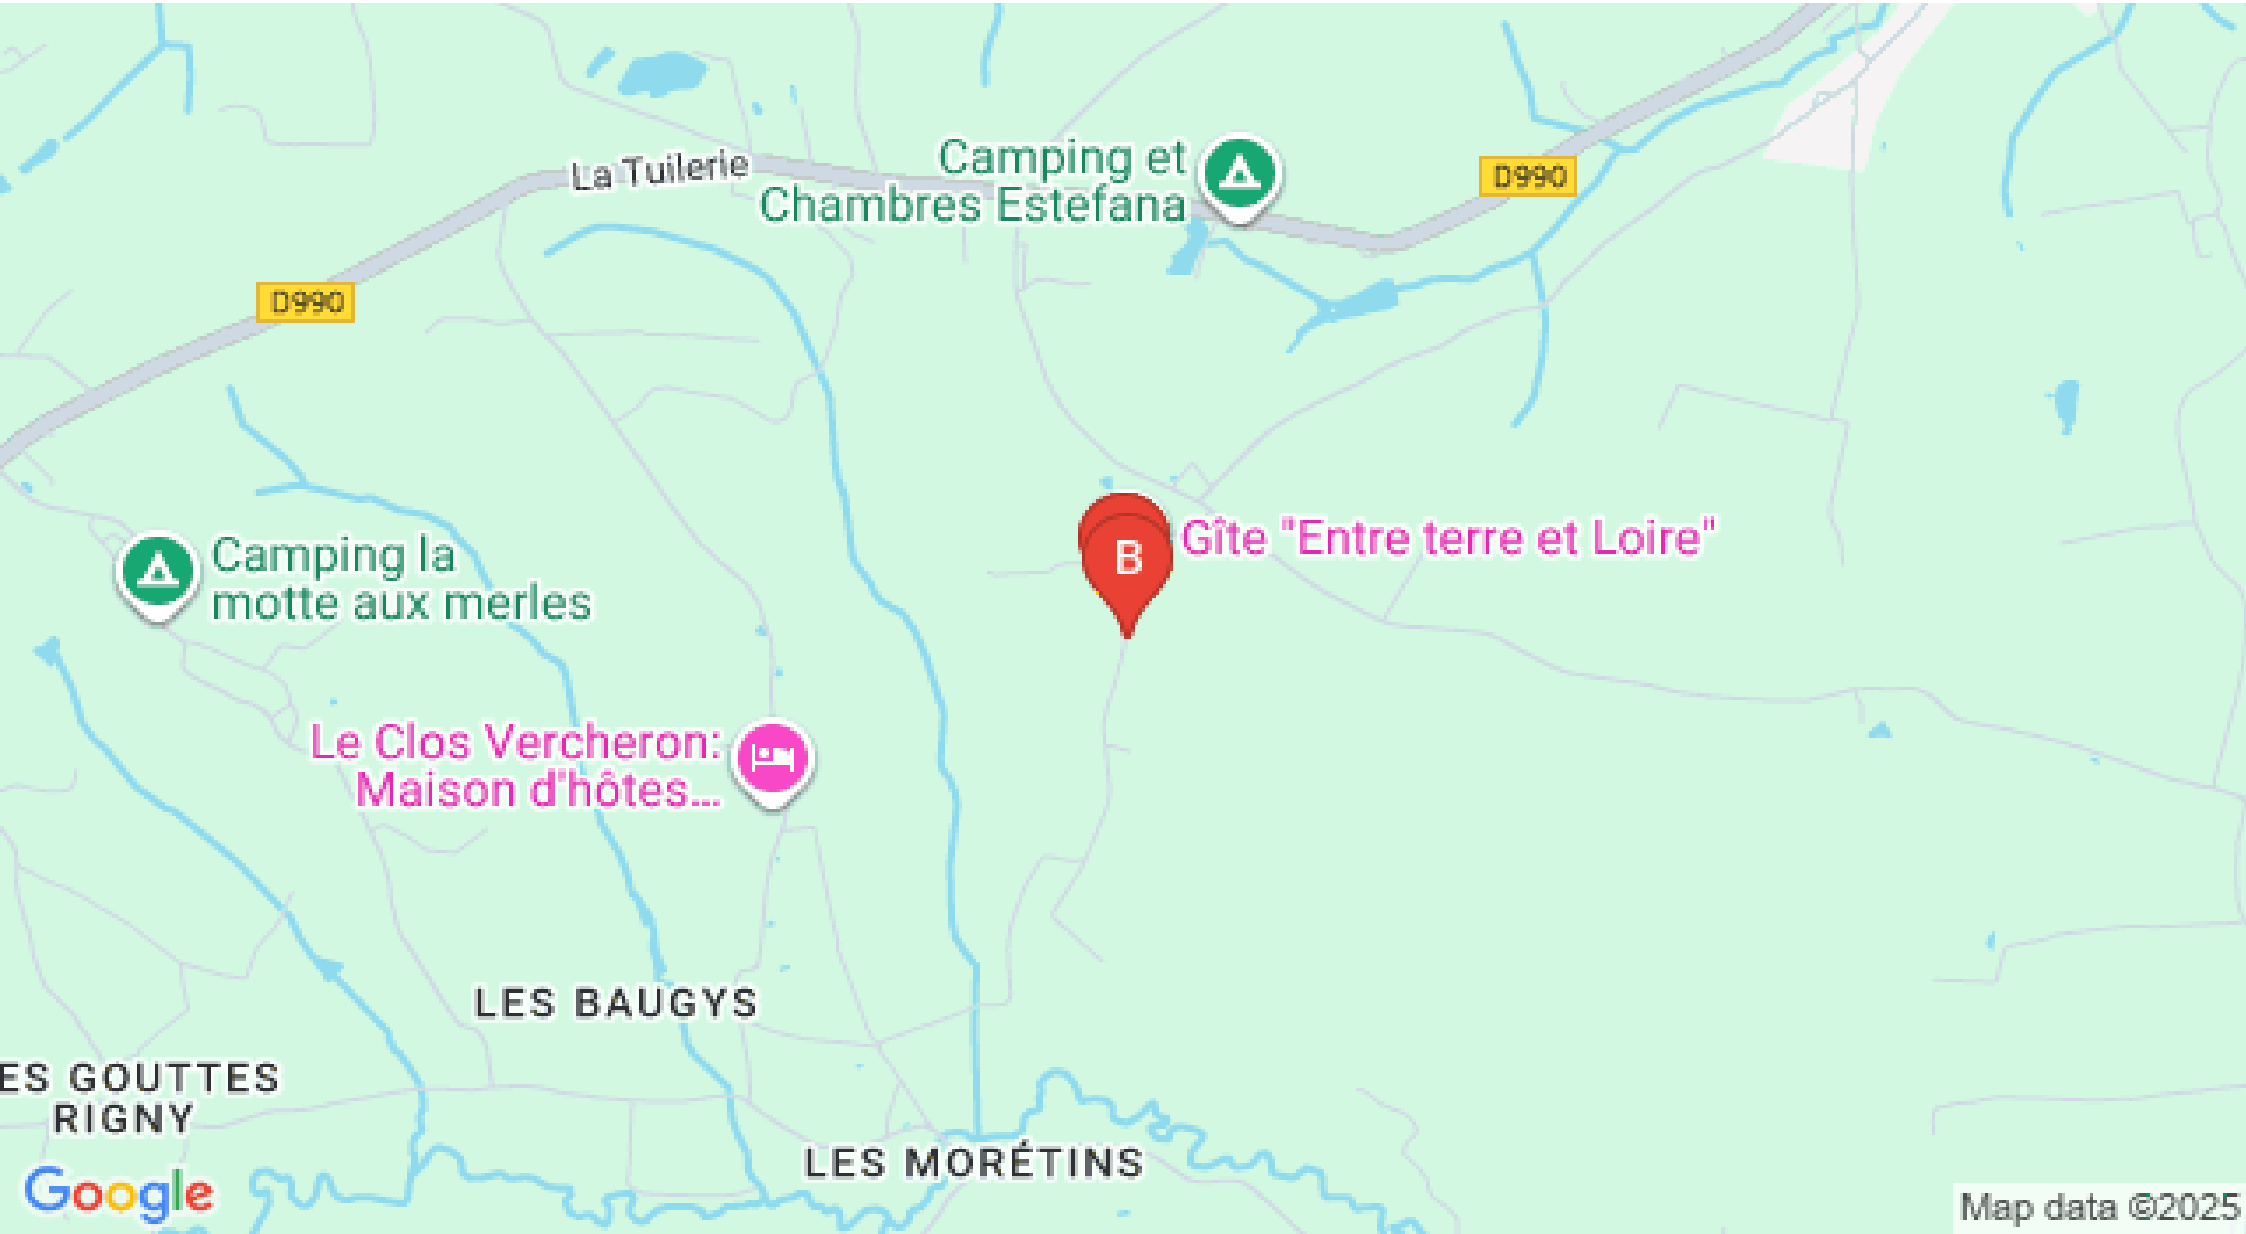 La Tuilerie
Camping et
Chambres Estefana
D990
D990
Gîte "Entre terre et Loire"
B
Camping la
motte aux merles
Le Clos Vercheron:
Maison d'hôtes...
LES BAUGYS
ES GOUTTES
RIGNY
LES MORÉTINS
Google
Map data ©2025